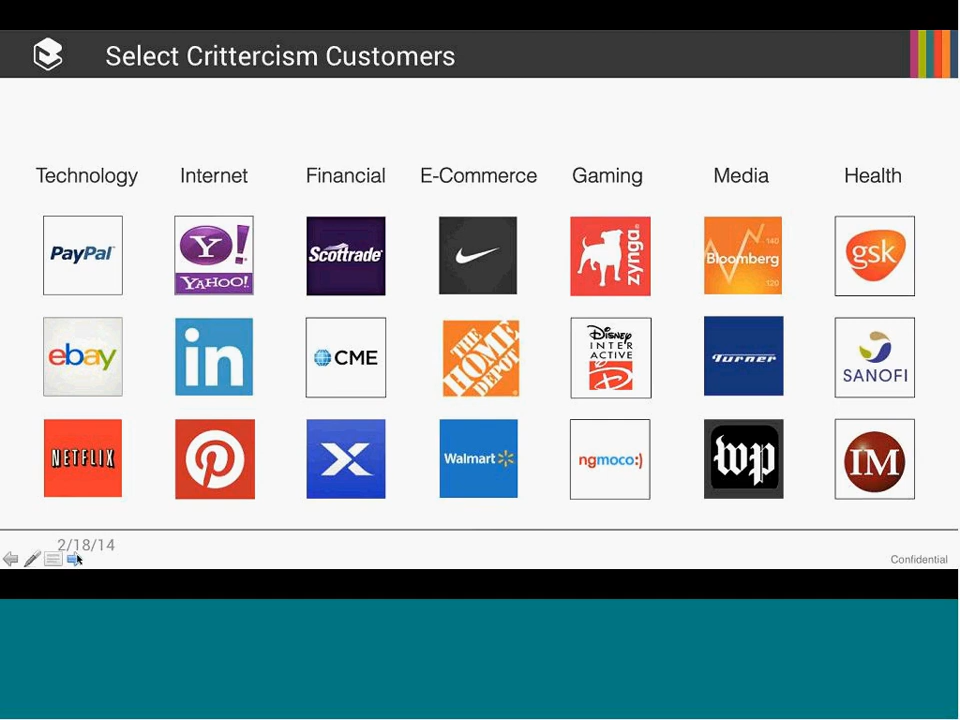 Select Crittercism Customers
Technology Internet Financial E-Commerce Gaming Media Health
PayPal Y! YAHOO! Scottrade zynga Bloomberg 140 120 gsk
ebay in CME THE HOME DEPOT DISNEY INTERACTIVE D TURNER SANOFI
NETFLIX P X Walmart ngmoco:) wp IM
2/18/14
Confidential